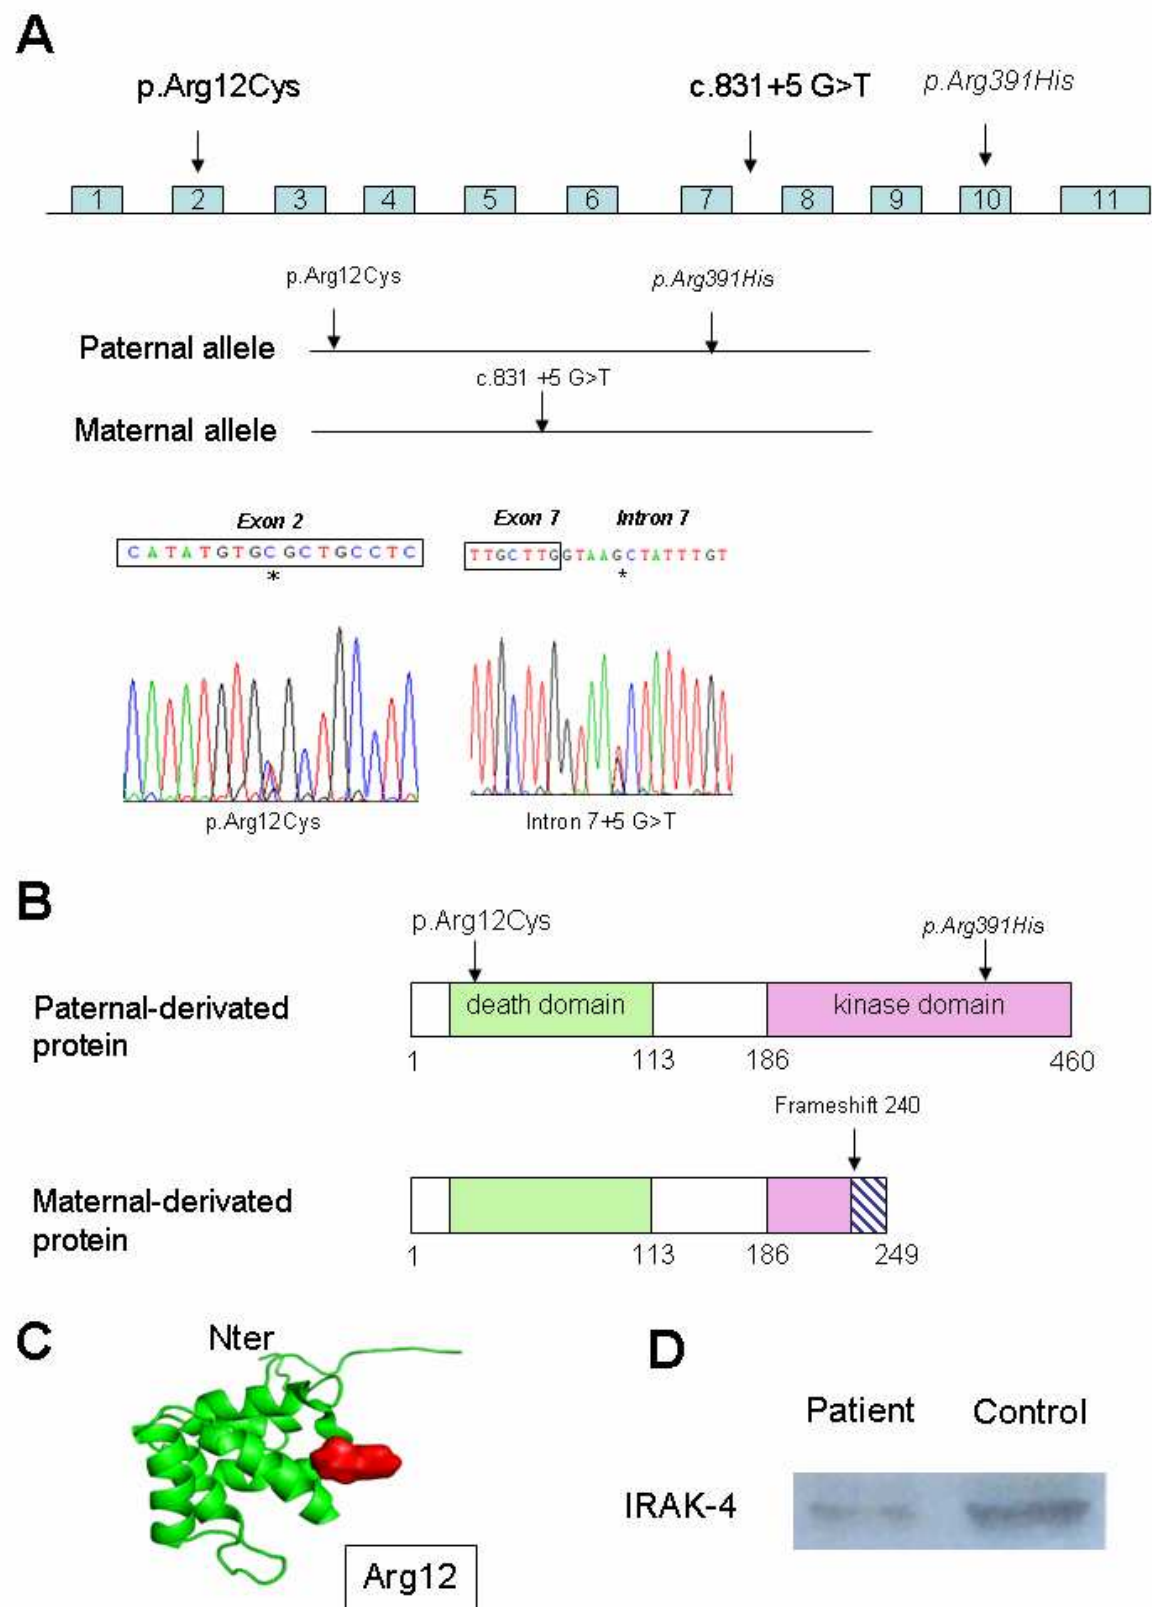 A
p.Arg12Cys
c.831+5 G>T
p.Arg391His
1 2 3 4 5 6 7 8 9 10 11
p.Arg12Cys
p.Arg391His
Paternal allele
c.831 +5 G>T
Maternal allele
Exon 2
Exon 7 Intron 7
CATATGTGCGCTGCCTC
TTGCTTGGTAAGCTATTTGT
*
*
p.Arg12Cys
Intron 7+5 G>T
B
p.Arg12Cys
p.Arg391His
Paternal-derivated
protein
death domain
kinase domain
1 113 186 460
Frameshift 240
Maternal-derivated
protein
1 113 186 249
C
Nter
Arg12
D
Patient Control
IRAK-4